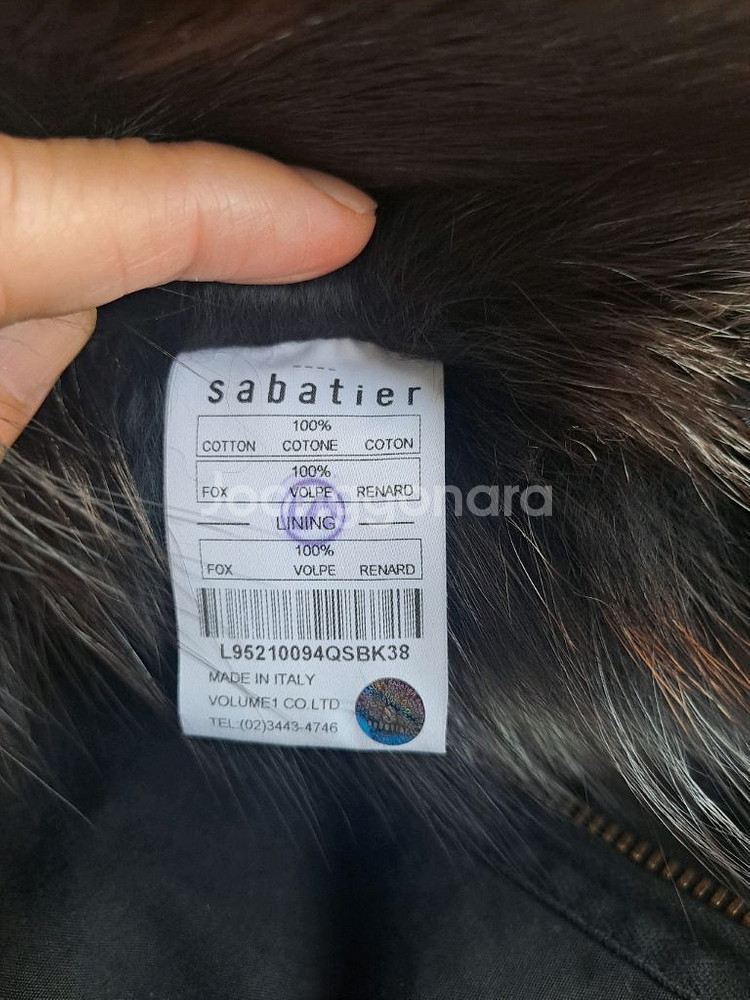 sabatier
100%
COTTON COTONE COTON
100%
FOX VOLPE RENARD
Joonggonara
LINING
100%
FOX VOLPE RENARD
L95210094QSBK38
MADE IN ITALY
VOLUME1 CO.LTD
TEL:(02)3443-4746